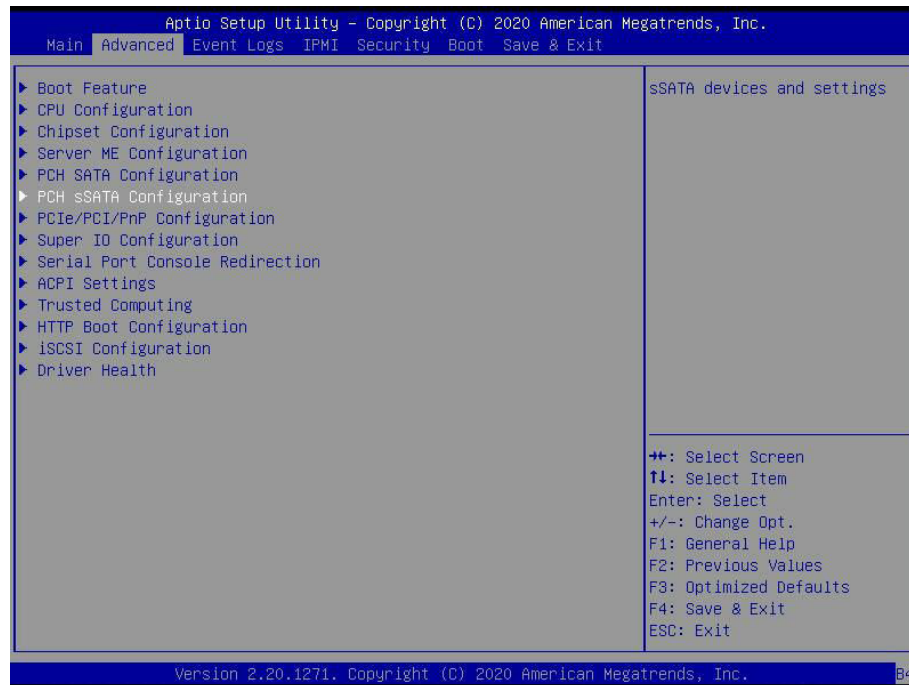 Aptio Setup Utility – Copyright (C) 2020 American Megatrends, Inc.
Main Advanced Event Logs IPMI Security Boot Save & Exit
Boot Feature
CPU Configuration
Chipset Configuration
Server ME Configuration
PCH SATA Configuration
PCH sSATA Configuration
PCIe/PCI/PnP Configuration
Super IO Configuration
Serial Port Console Redirection
ACPI Settings
Trusted Computing
HTTP Boot Configuration
iSCSI Configuration
Driver Health
sSATA devices and settings
→←: Select Screen
↑↓: Select Item
Enter: Select
+/-: Change Opt.
F1: General Help
F2: Previous Values
F3: Optimized Defaults
F4: Save & Exit
ESC: Exit
Version 2.20.1271. Copyright (C) 2020 American Megatrends, Inc.